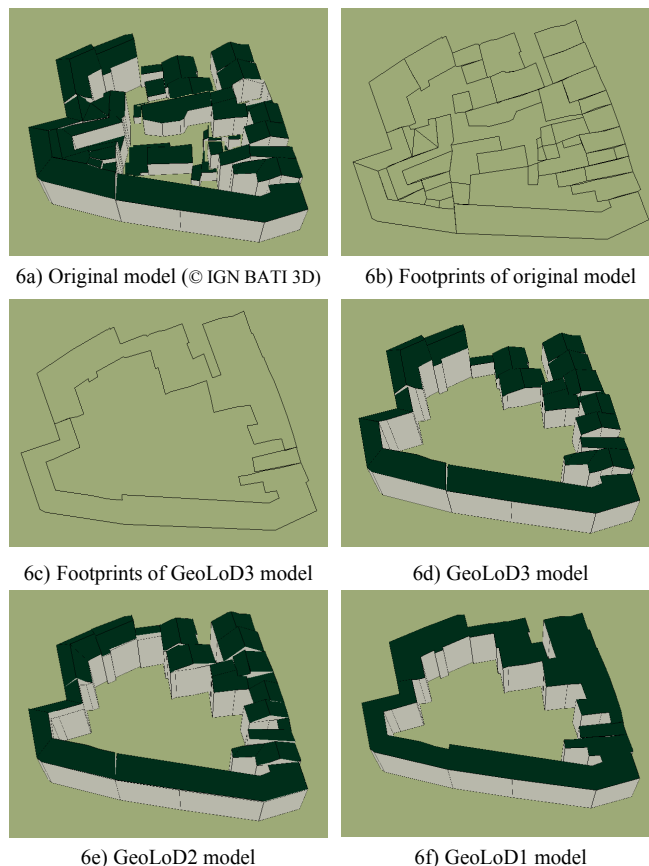 6a) Original model (© IGN BATI 3D)
6b) Footprints of original model
6c) Footprints of GeoLoD3 model
6d) GeoLoD3 model
6e) GeoLoD2 model
6f) GeoLoD1 model